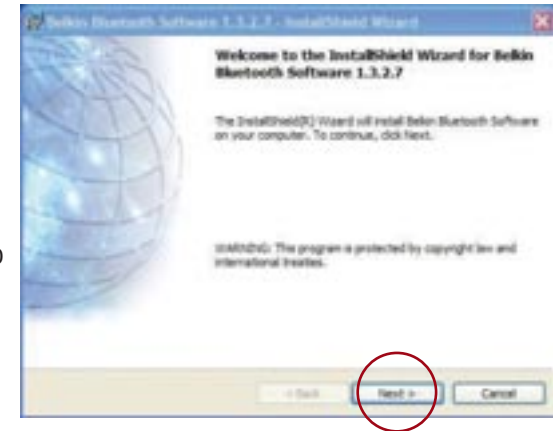 Belkin Bluetooth Software 1.3.2.7 - InstallShield Wizard
Welcome to the InstallShield Wizard for Belkin
Bluetooth Software 1.3.2.7
The InstallShield(R) Wizard will install Belkin Bluetooth Software
on your computer. To continue, click Next.
WARNING: This program is protected by copyright law and
international treaties.
< Back
Next >
Cancel